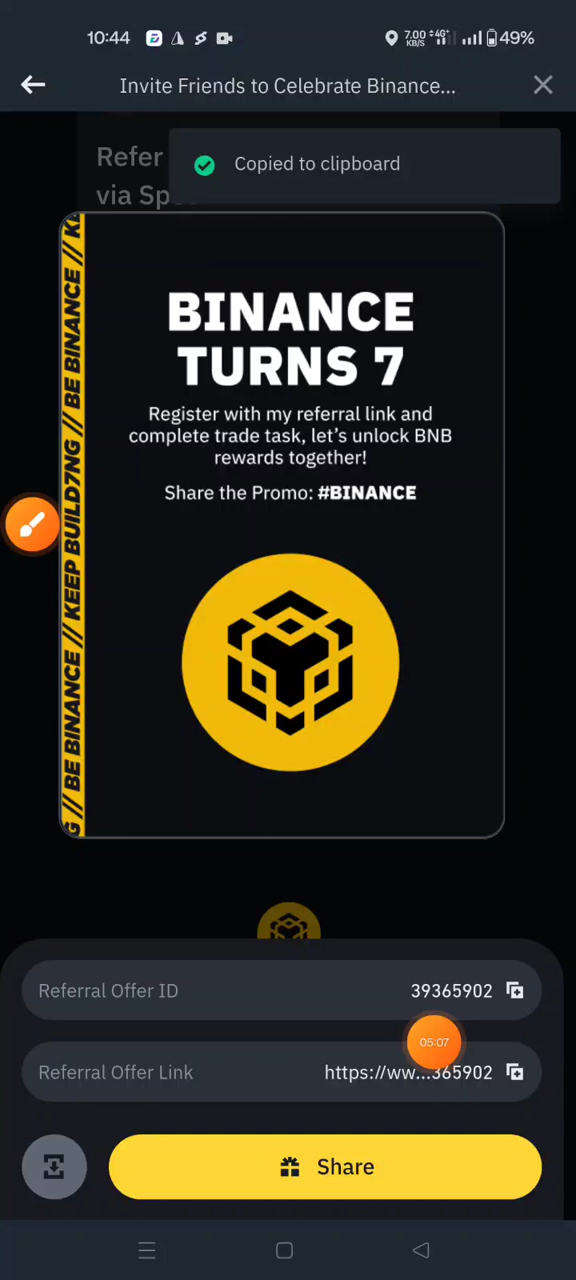 10:44
7.00 KB/S
4G+
49%
Invite Friends to Celebrate Binance...
Refer
via Sp
Copied to clipboard
BE BINANCE // KEEP BUILD7NG // BE BINANCE //
BINANCE
TURNS 7
Register with my referral link and
complete trade task, let's unlock BNB
rewards together!
Share the Promo: #BINANCE
Referral Offer ID 39365902
05:07
Referral Offer Link https://ww...365902
Share